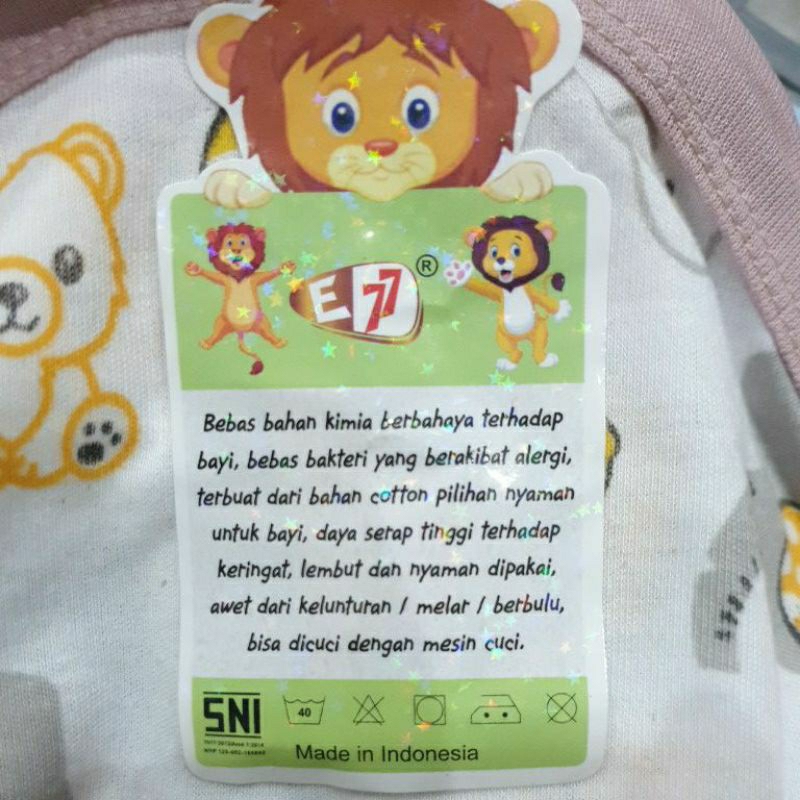 E77®
Bebas bahan kimia berbahaya terhadap
bayi, bebas bakteri yang berakibat alergi,
terbuat dari bahan cotton pilihan nyaman
untuk bayi, daya serap tinggi terhadap
keringat, lembut dan nyaman dipakai,
awet dari kelunturan / melar / berbulu,
bisa dicuci dengan mesin cuci.
SNI
40
Made in Indonesia